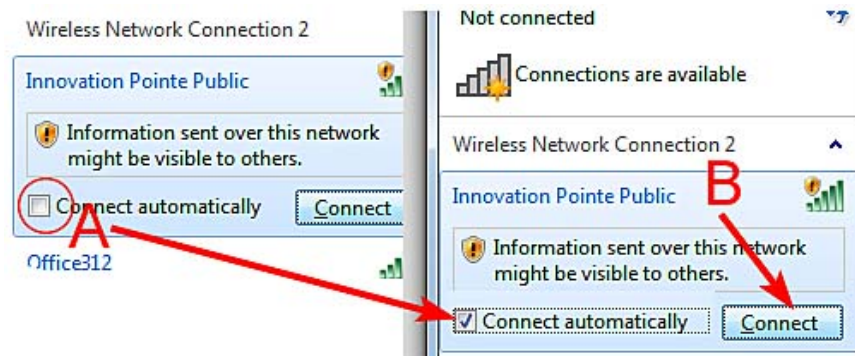 Wireless Network Connection 2
Innovation Pointe Public
Information sent over this network
might be visible to others.
Connect automatically
Connect
A
Office312
Not connected
Connections are available
Wireless Network Connection 2
B
Innovation Pointe Public
Information sent over this network
might be visible to others.
Connect automatically
Connect